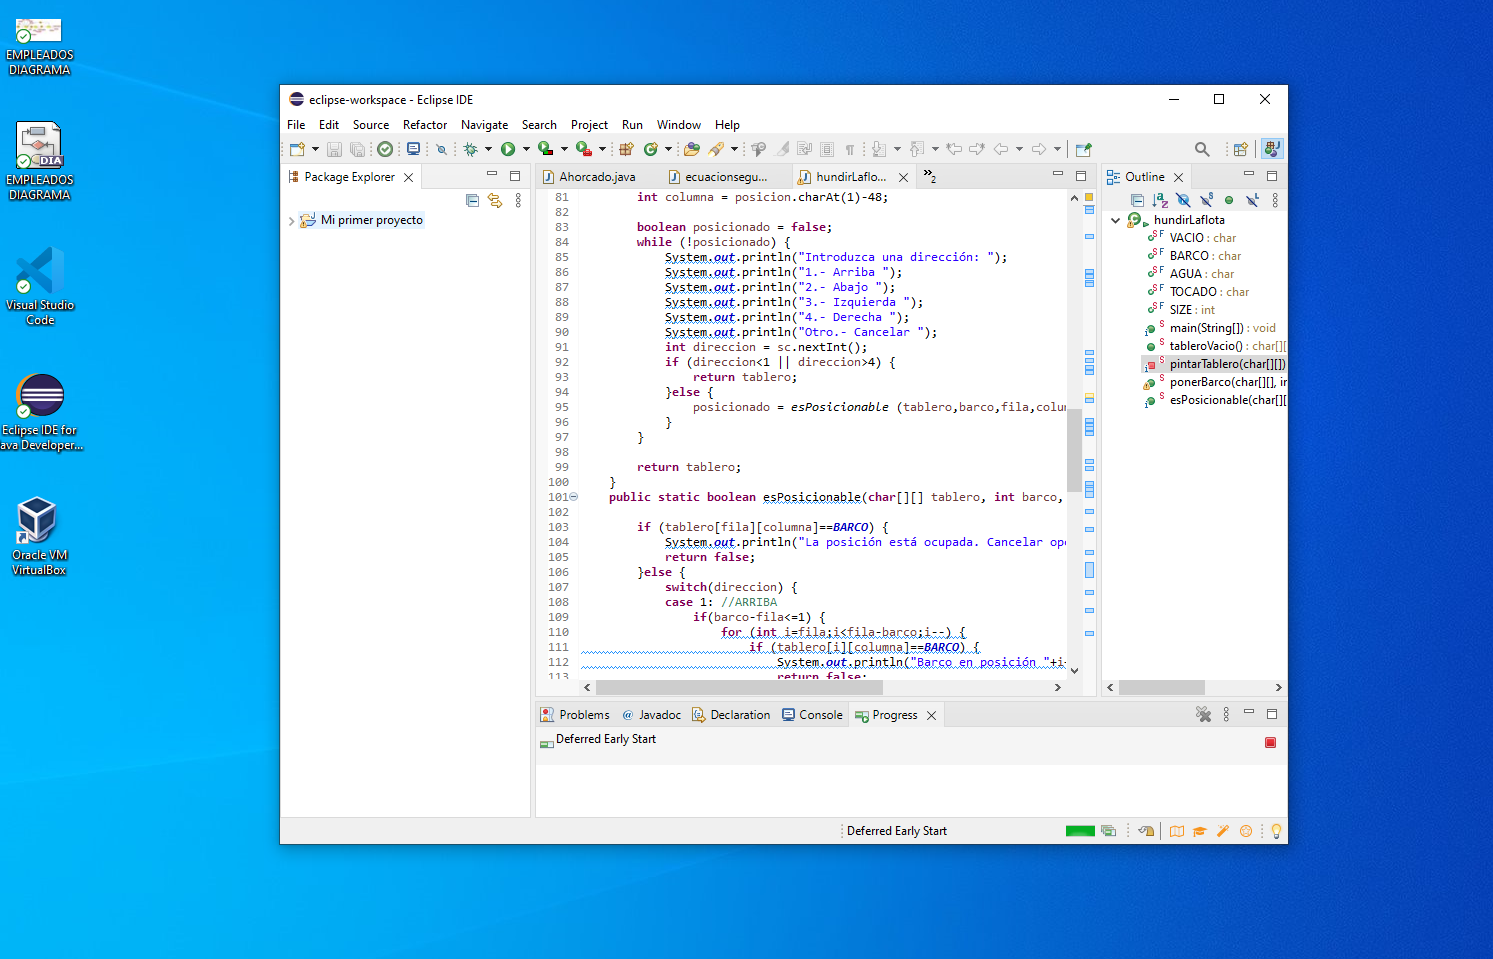 EMPLEADOS
DIAGRAMA
DIA
EMPLEADOS
DIAGRAMA
Visual Studio
Code
Eclipse IDE for
ava Developer...
Oracle VM
VirtualBox
eclipse-workspace - Eclipse IDE
File Edit Source Refactor Navigate Search Project Run Window Help
Package Explorer
Mi primer proyecto
Ahorcado.java ecuacionsegu... hundirLaflo... »2
81 int columna = posicion.charAt(1)-48;
82
83 boolean posicionado = false;
84 while (!posicionado) {
85 System.out.println("Introduzca una dirección: ");
86 System.out.println("1.- Arriba ");
87 System.out.println("2.- Abajo ");
88 System.out.println("3.- Izquierda ");
89 System.out.println("4.- Derecha ");
90 System.out.println("Otro.- Cancelar ");
91 int direccion = sc.nextInt();
92 if (direccion<1 || direccion>4) {
93 return tablero;
94 }else {
95 posicionado = esPosicionable (tablero,barco,fila,colum
96 }
97 }
98
99 return tablero;
100 }
101 public static boolean esPosicionable(char[][] tablero, int barco,
102
103 if (tablero[fila][columna]==BARCO) {
104 System.out.println("La posición está ocupada. Cancelar ope
105 return false;
106 }else {
107 switch(direccion) {
108 case 1: //ARRIBA
109 if(barco-fila<=1) {
110 for (int i=fila;i<fila-barco;i--) {
111 if (tablero[i][columna]==BARCO) {
112 System.out.println("Barco en posición "+i+
113 return false;
Outline
hundirLaflota
VACIO : char
BARCO : char
AGUA : char
TOCADO : char
SIZE : int
main(String[]) : void
tableroVacio() : char[][
pintarTablero(char[][])
ponerBarco(char[][], ir
esPosicionable(char[][
Problems Javadoc Declaration Console Progress
Deferred Early Start
Deferred Early Start